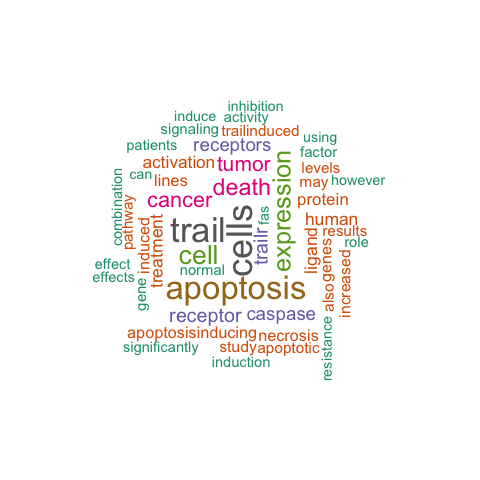 inhibition
induce
activity
signaling
trailinduced
using
patients
receptors
factor
activation
tumor
levels
can
lines
death
expression
may
however
combination
pathway
cancer
protein
trail
cells
fas
trailr
human
ligand
results
role
cell
normal
genes
also
increased
treatment
induced
effect
effects
gene
apoptosis
receptor
caspase
apoptosisinducing
necrosis
significantly
study
apoptotic
induction
resistance